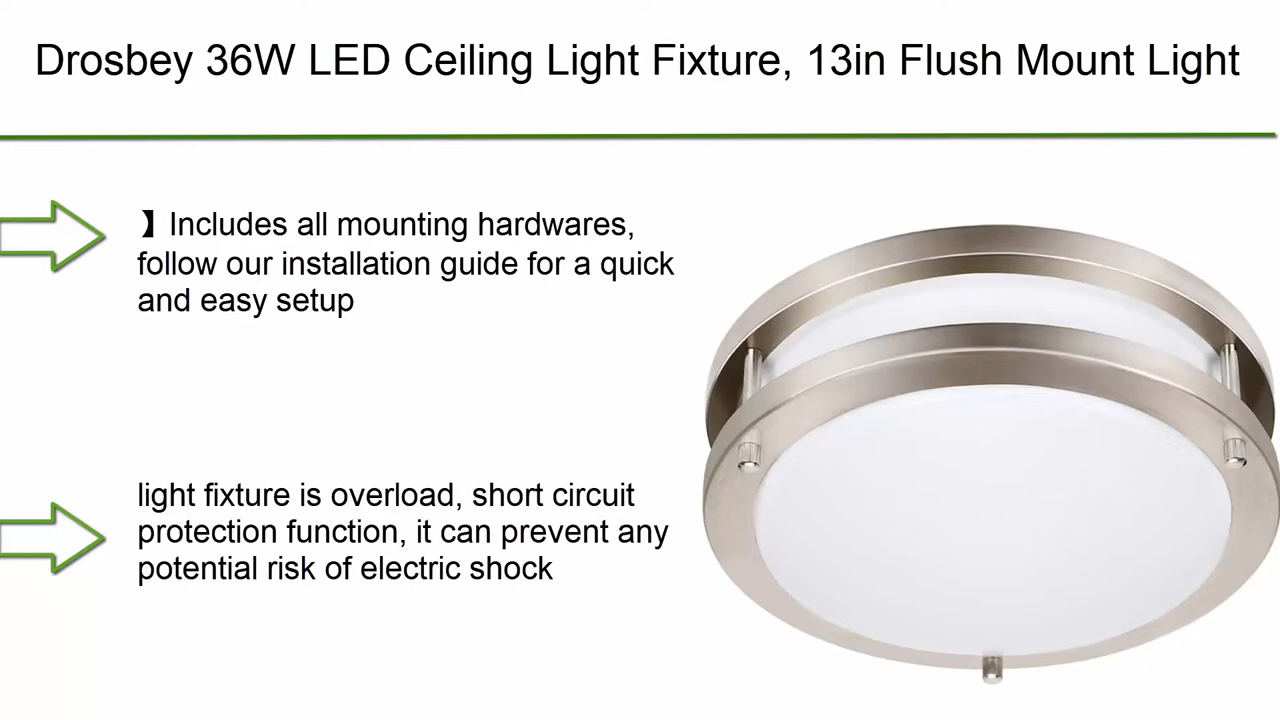 Drosbey 36W LED Ceiling Light Fixture, 13in Flush Mount Light
】Includes all mounting hardwares,
follow our installation guide for a quick
and easy setup
light fixture is overload, short circuit
protection function, it can prevent any
potential risk of electric shock